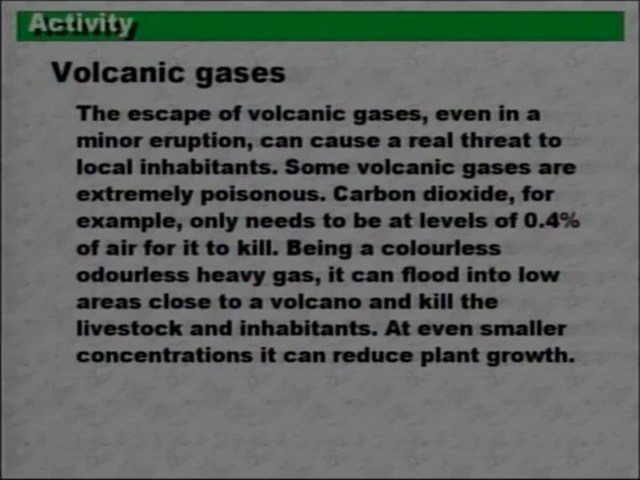 Activity
Volcanic gases
The escape of volcanic gases, even in a
minor eruption, can cause a real threat to
local inhabitants. Some volcanic gases are
extremely poisonous. Carbon dioxide, for
example, only needs to be at levels of 0.4%
of air for it to kill. Being a colourless
odourless heavy gas, it can flood into low
areas close to a volcano and kill the
livestock and inhabitants. At even smaller
concentrations it can reduce plant growth.